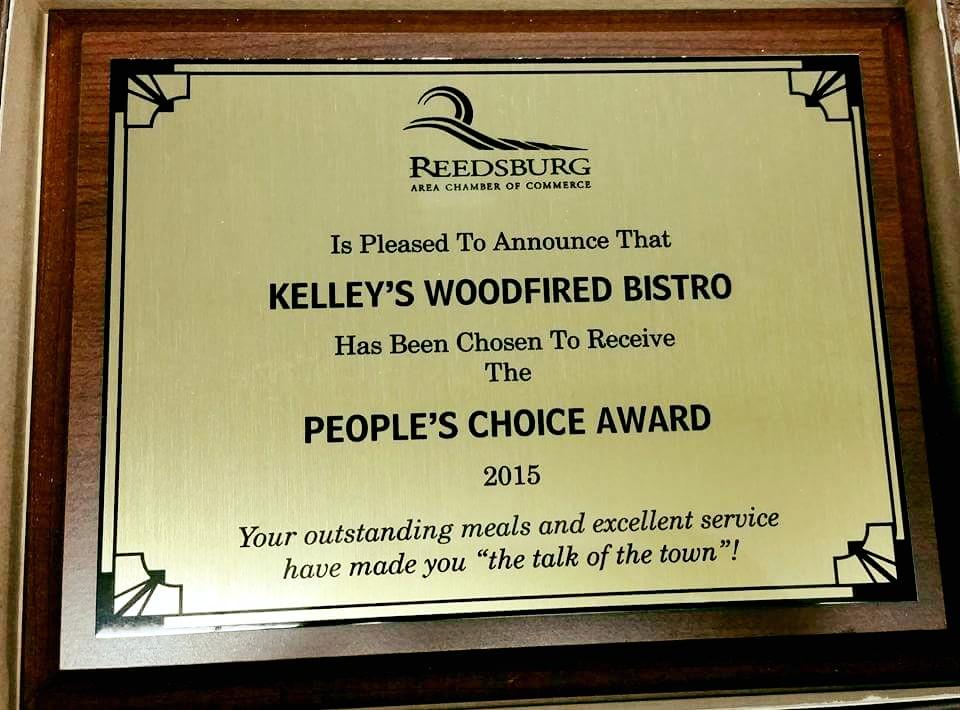 REEDSBURG
AREA CHAMBER OF COMMERCE
Is Pleased To Announce That
KELLEY'S WOODFIRED BISTRO
Has Been Chosen To Receive
The
PEOPLE'S CHOICE AWARD
2015
Your outstanding meals and excellent service
have made you “the talk of the town”!